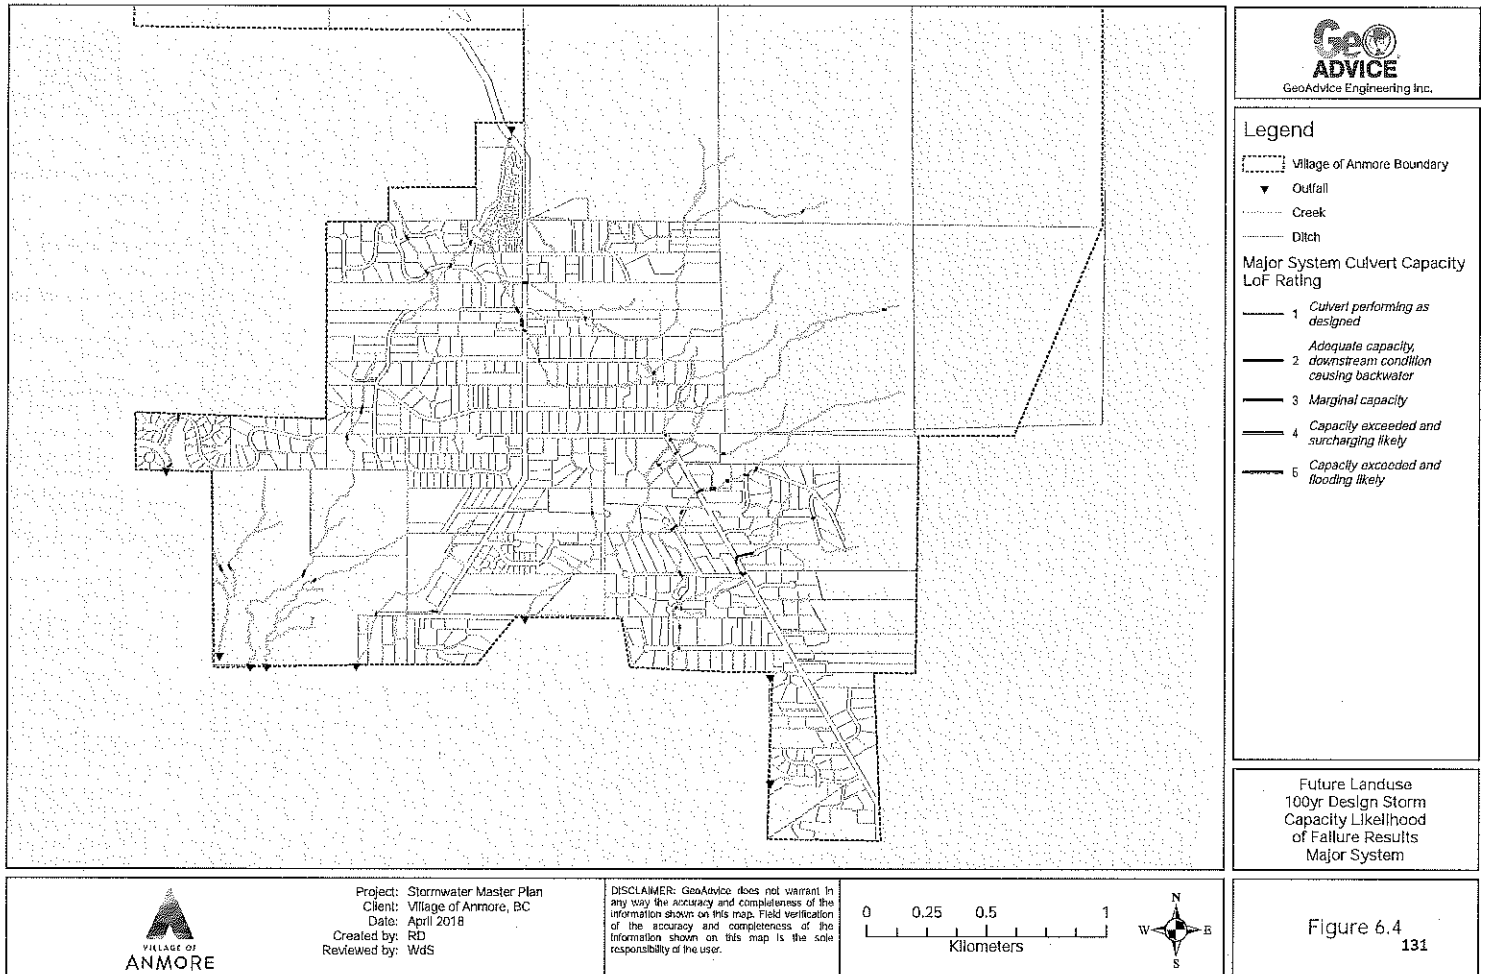 GeO
ADVICE
GeoAdvice Engineering Inc.
Legend
Village of Anmore Boundary
Outfall
Creek
Ditch
Major System Culvert Capacity
LoF Rating
1 Culvert performing as
designed
2 Adequate capacity,
downstream condition
causing backwater
3 Marginal capacity
4 Capacity exceeded and
surcharging likely
5 Capacity exceeded and
flooding likely
Future Landuse
100yr Design Storm
Capacity Likelihood
of Failure Results
Major System
VILLAGE OF
ANMORE
Project: Stormwater Master Plan
Client: Village of Anmore, BC
Date: April 2018
Created by: RD
Reviewed by: WdS
DISCLAIMER: GeoAdvice does not warrant in
any way the accuracy and completeness of the
information shown on this map. Field verification
of the accuracy and completeness of the
information shown on this map is the sole
responsibility of the user.
0 0.25 0.5 1
Kilometers
N
W E
S
Figure 6.4
131